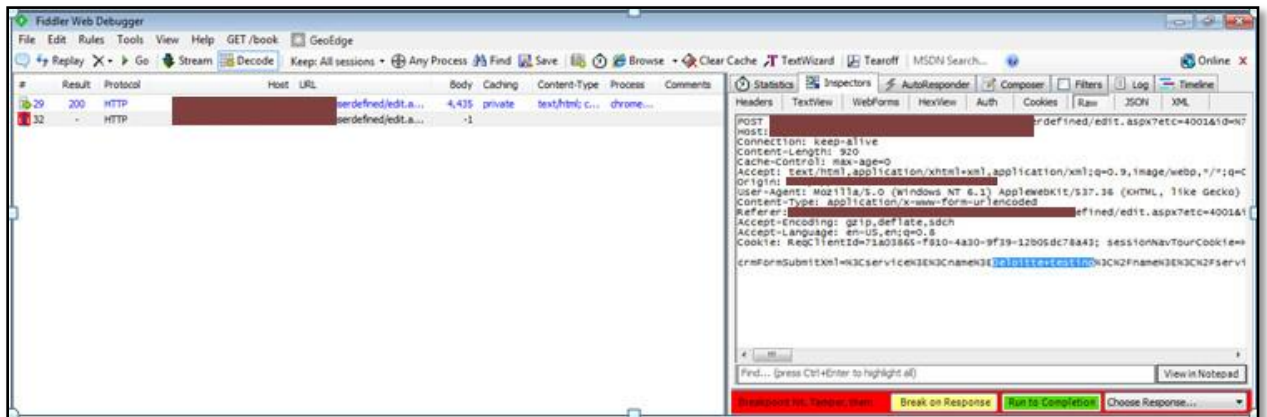 Fiddler Web Debugger
File Edit Rules Tools View Help GET /book GeoEdge
Replay Go Stream Decode Keep: All sessions Any Process Find Save Browse Clear Cache TextWizard Tearoff MSDN Search... Online
# Result Protocol Host URL Body Caching Content-Type Process Comments
29 200 HTTP serdefined/edit.a... 4,435 private text/html; c... chrome...
32 - HTTP serdefined/edit.a... -1
Statistics Inspectors AutoResponder Composer Filters Log Timeline
Headers TextView WebForms HexView Auth Cookies Raw JSON XML
POST erdefined/edit.aspx?etc=4001&id=%7
Host:
Connection: keep-alive
Content-Length: 920
Cache-Control: max-age=0
Accept: text/html,application/xhtml+xml,application/xml;q=0.9,image/webp,*/*;q=0
Origin:
User-Agent: Mozilla/5.0 (Windows NT 6.1) AppleWebKit/537.36 (KHTML, like Gecko)
Content-Type: application/x-www-form-urlencoded
Referer: efined/edit.aspx?etc=4001&i
Accept-Encoding: gzip,deflate,sdch
Accept-Language: en-US,en;q=0.8
Cookie: ReqClientId=71a03865-f810-4a30-9f39-12b05dc78a43; sessionNavTourCookie=
crmFormSubmitXml=%3Cservice%3E%3Cname%3EDeloitte+testing%3C%2Fname%3E%3C%2Fservi
Find... (press Ctrl+Enter to highlight all) View in Notepad
Breakpoint hit. Tamper, then: Break on Response Run to Completion Choose Response...